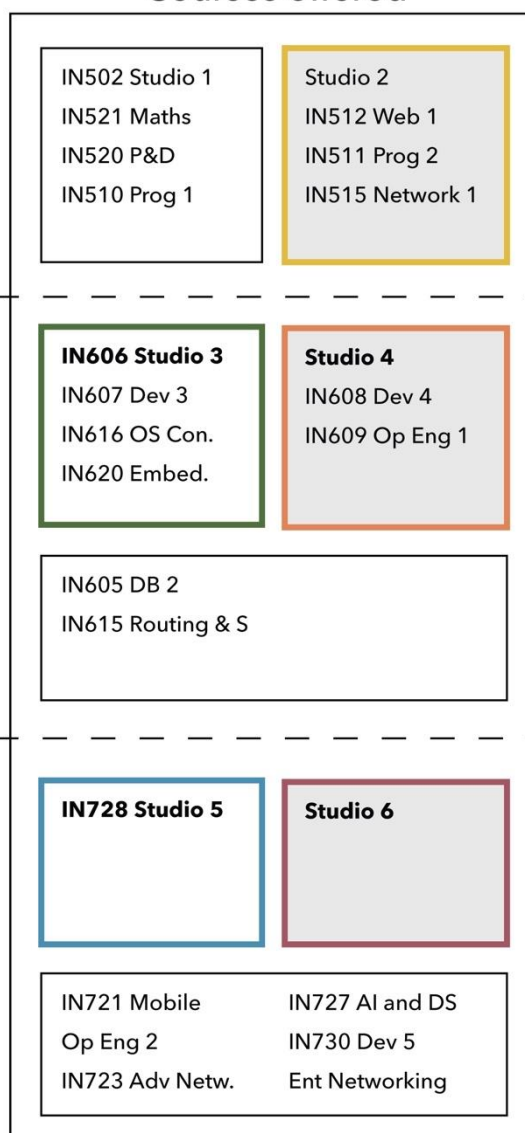 IN502 Studio 1
IN521 Maths
IN520 P&D
IN510 Prog 1
Studio 2
IN512 Web 1
IN511 Prog 2
IN515 Network 1
IN606 Studio 3
IN607 Dev 3
IN616 OS Con.
IN620 Embed.
Studio 4
IN608 Dev 4
IN609 Op Eng 1
IN605 DB 2
IN615 Routing & S
IN728 Studio 5
Studio 6
IN721 Mobile
Op Eng 2
IN723 Adv Netw.
IN727 AI and DS
IN730 Dev 5
Ent Networking